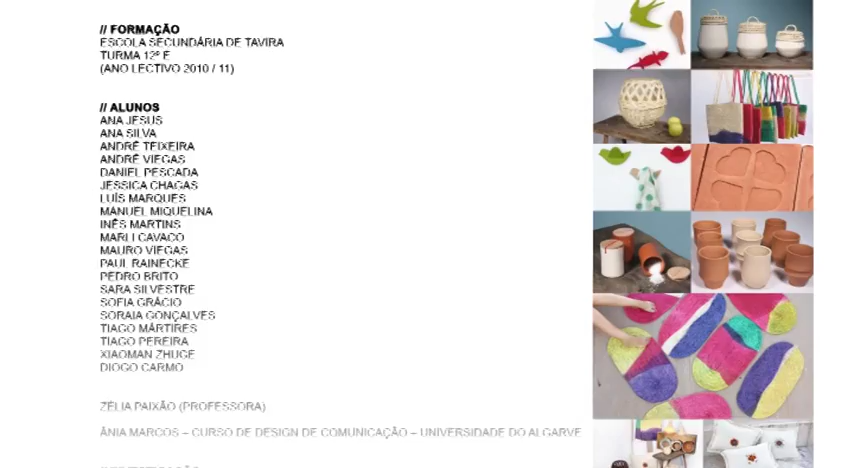 // FORMAÇÃO
ESCOLA SECUNDÁRIA DE TAVIRA
TURMA 12º E
(ANO LECTIVO 2010 / 11)
// ALUNOS
ANA JESUS
ANA SILVA
ANDRÉ TEIXEIRA
ANDRÉ VIEGAS
DANIEL PESCADA
JESSICA CHAGAS
LUÍS MARQUES
MANUEL MIQUELINA
INÊS MARTINS
MARLI CAVACO
MAURO VIEGAS
PAUL RAINECKE
PEDRO BRITO
SARA SILVESTRE
SOFIA GRÁCIO
SORAIA GONÇALVES
TIAGO MÁRTIRES
TIAGO PEREIRA
XIAOMAN ZHUGE
DIOGO CARMO
ZÉLIA PAIXÃO (PROFESSORA)
ÂNIA MARCOS – CURSO DE DESIGN DE COMUNICAÇÃO – UNIVERSIDADE DO ALGARVE